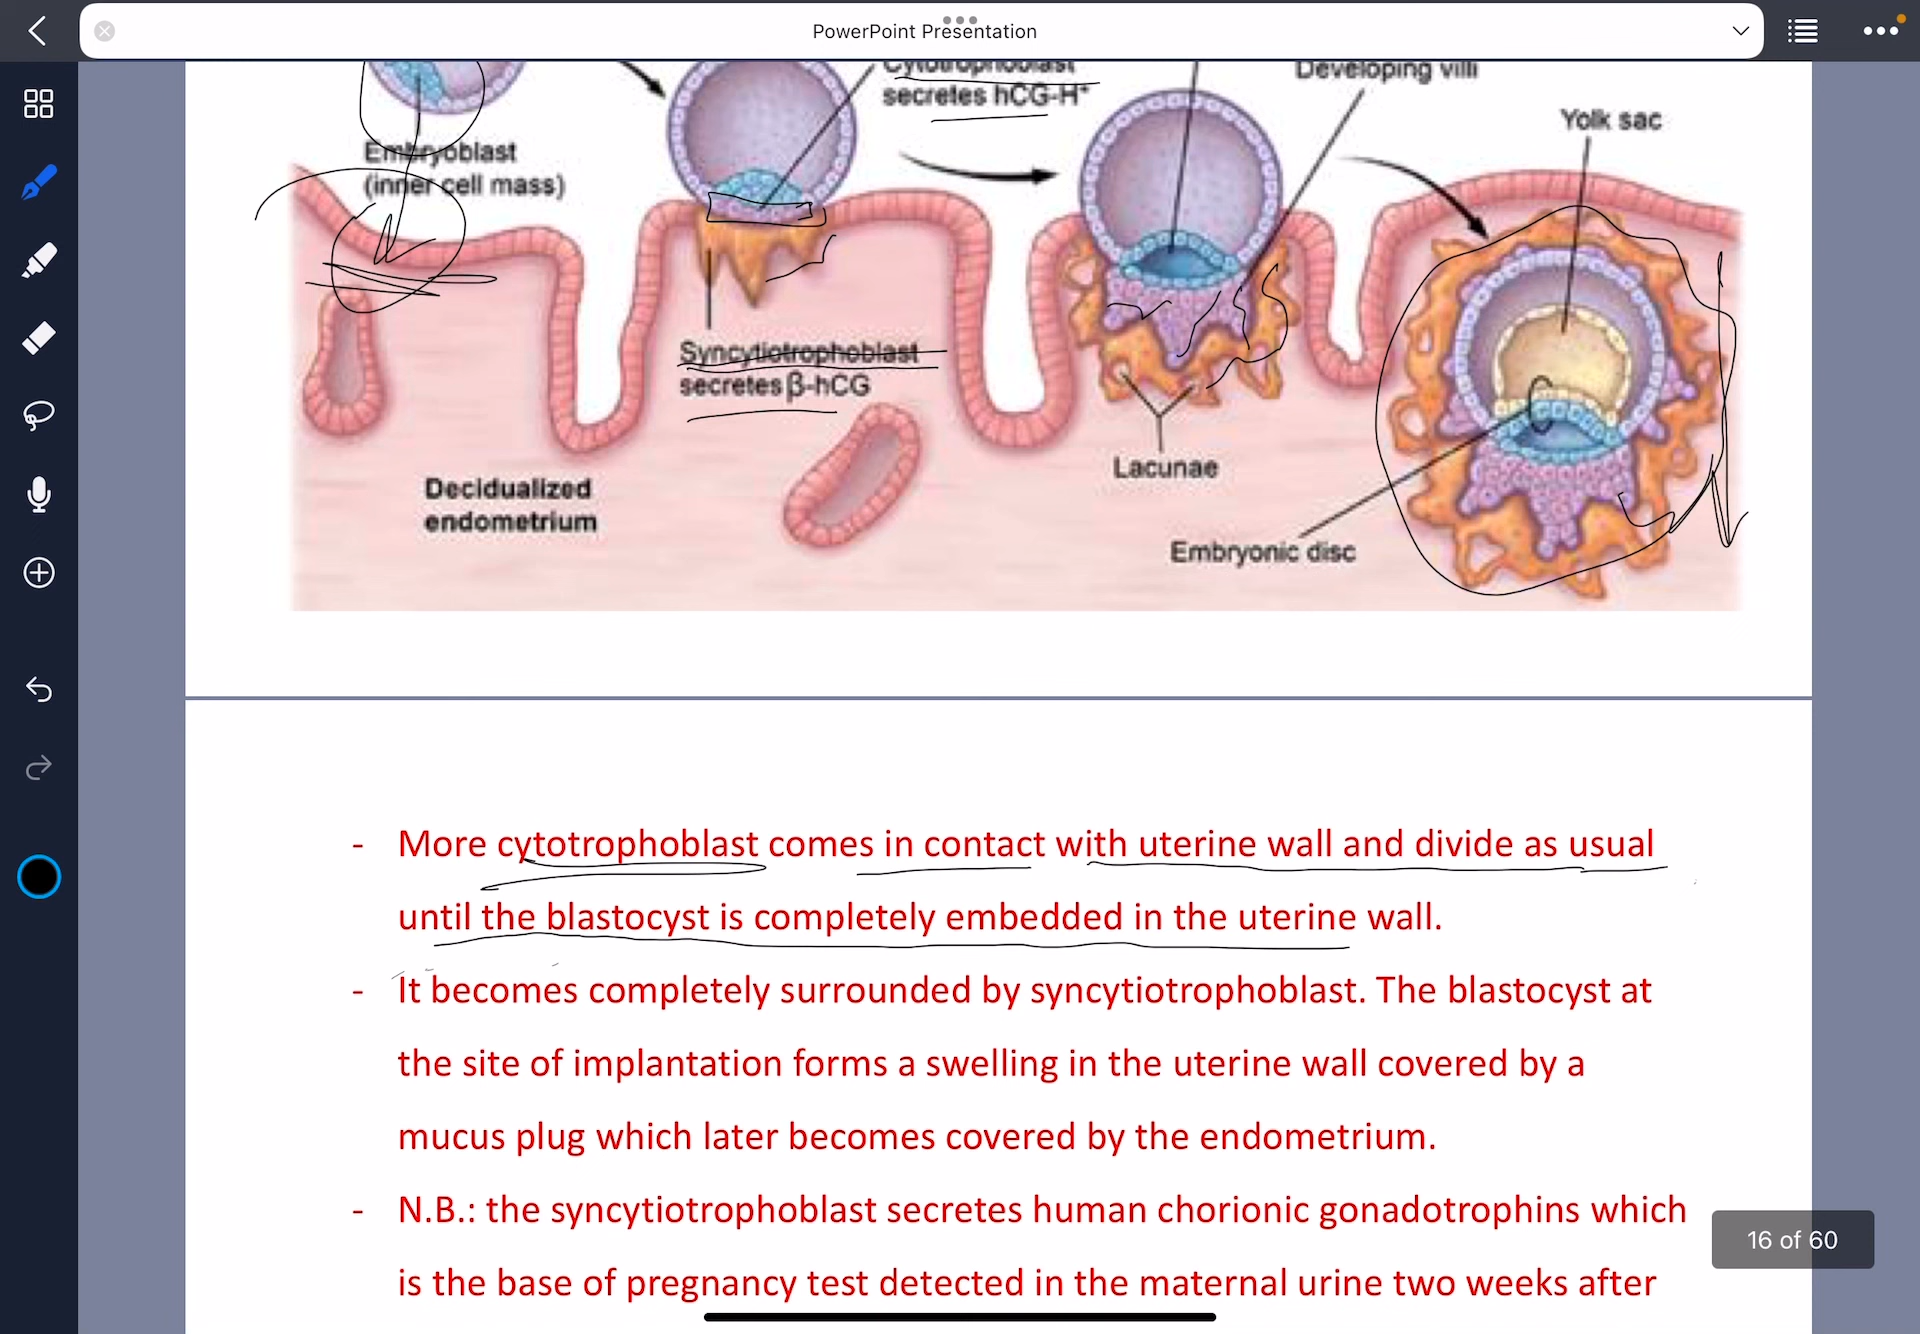 PowerPoint Presentation
Cytotrophoblast
secretes hCG-H*
Developing villi
Yolk sac
Embryoblast
(inner cell mass)
Syncytiotrophoblast
secretes β-hCG
Lacunae
Decidualized
endometrium
Embryonic disc
- More cytotrophoblast comes in contact with uterine wall and divide as usual
until the blastocyst is completely embedded in the uterine wall.
- It becomes completely surrounded by syncytiotrophoblast. The blastocyst at
the site of implantation forms a swelling in the uterine wall covered by a
mucus plug which later becomes covered by the endometrium.
- N.B.: the syncytiotrophoblast secretes human chorionic gonadotrophins which
16 of 60
is the base of pregnancy test detected in the maternal urine two weeks after